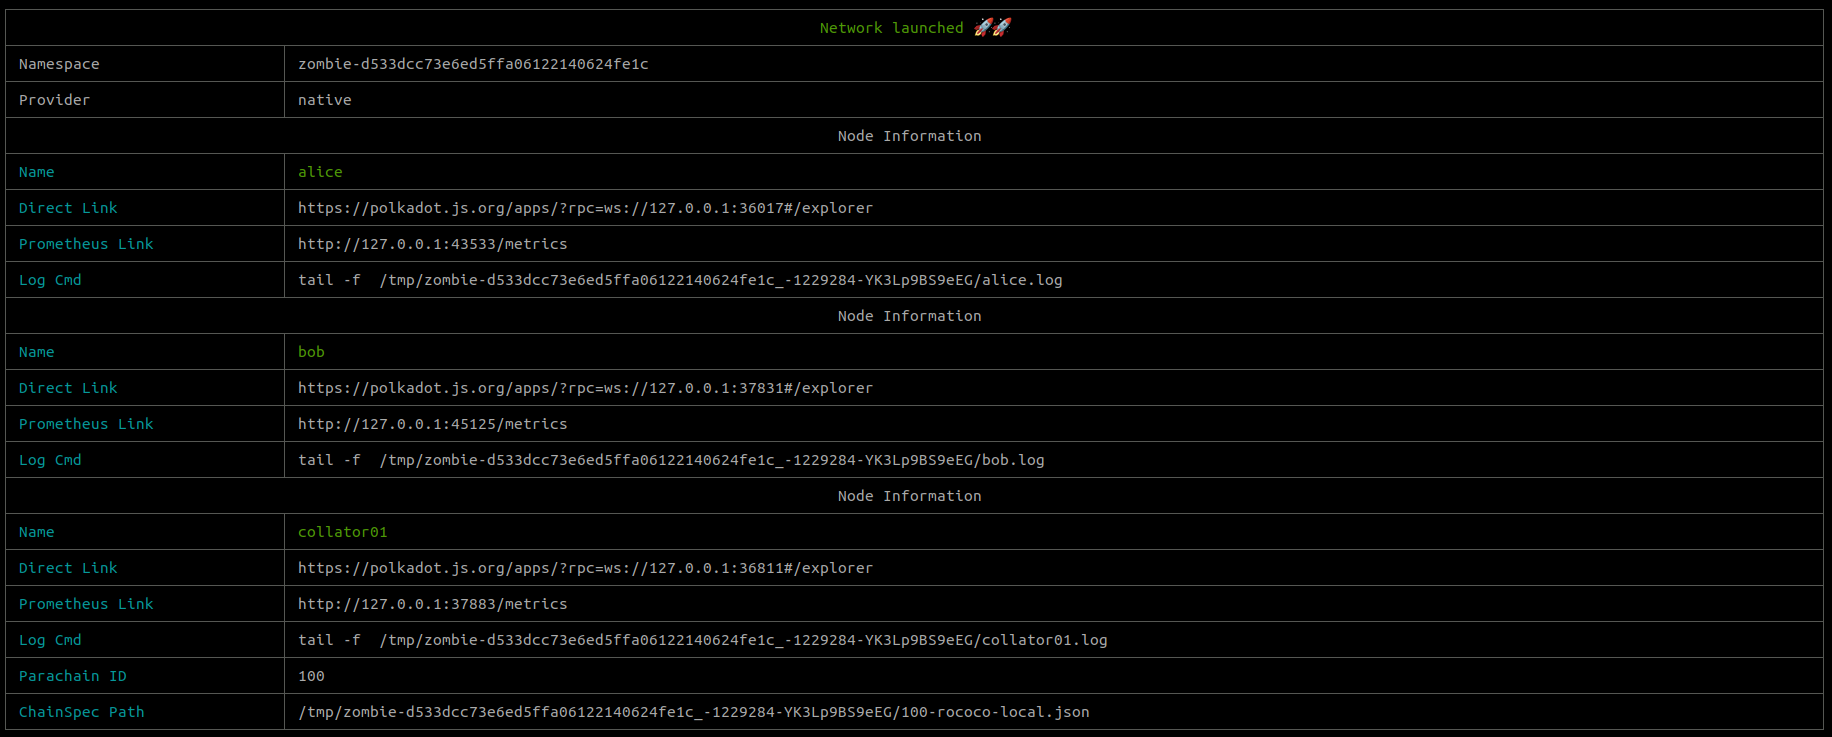 Network launched 🚀🚀
Namespace zombie-d533dcc73e6ed5ffa06122140624fe1c
Provider native
Node Information
Name alice
Direct Link https://polkadot.js.org/apps/?rpc=ws://127.0.0.1:36017#/explorer
Prometheus Link http://127.0.0.1:43533/metrics
Log Cmd tail -f  /tmp/zombie-d533dcc73e6ed5ffa06122140624fe1c_-1229284-YK3Lp9BS9eEG/alice.log
Node Information
Name bob
Direct Link https://polkadot.js.org/apps/?rpc=ws://127.0.0.1:37831#/explorer
Prometheus Link http://127.0.0.1:45125/metrics
Log Cmd tail -f  /tmp/zombie-d533dcc73e6ed5ffa06122140624fe1c_-1229284-YK3Lp9BS9eEG/bob.log
Node Information
Name collator01
Direct Link https://polkadot.js.org/apps/?rpc=ws://127.0.0.1:36811#/explorer
Prometheus Link http://127.0.0.1:37883/metrics
Log Cmd tail -f  /tmp/zombie-d533dcc73e6ed5ffa06122140624fe1c_-1229284-YK3Lp9BS9eEG/collator01.log
Parachain ID 100
ChainSpec Path /tmp/zombie-d533dcc73e6ed5ffa06122140624fe1c_-1229284-YK3Lp9BS9eEG/100-rococo-local.json